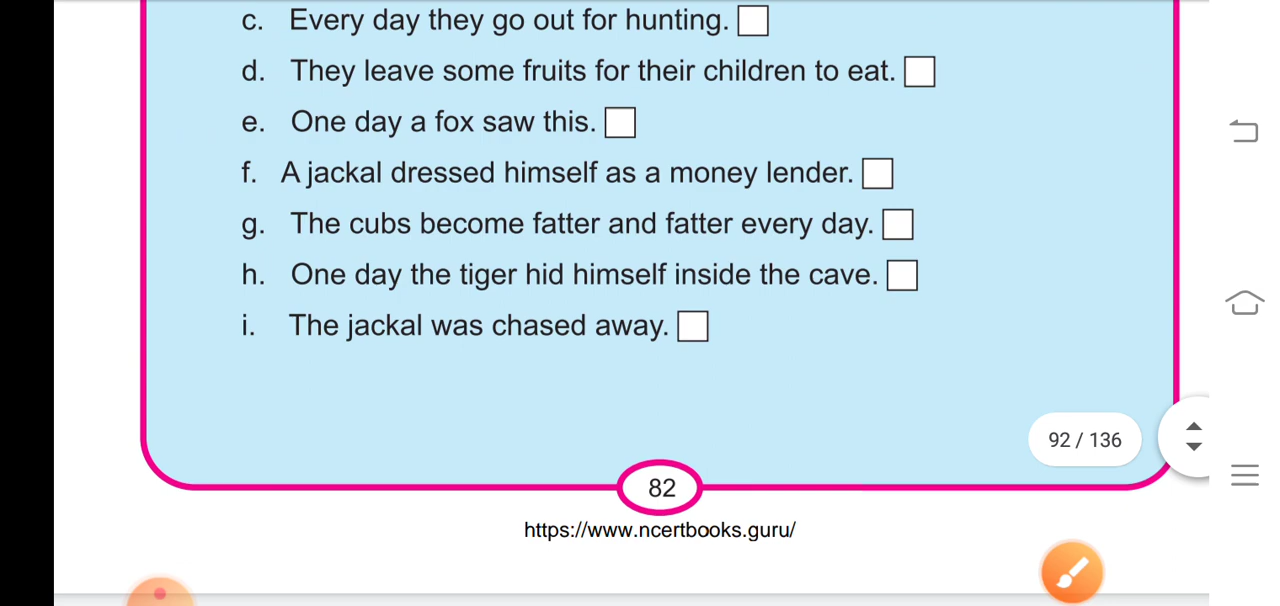 c. Every day they go out for hunting.
d. They leave some fruits for their children to eat.
e. One day a fox saw this.
f. A jackal dressed himself as a money lender.
g. The cubs become fatter and fatter every day.
h. One day the tiger hid himself inside the cave.
i. The jackal was chased away.
92 / 136
82
https://www.ncertbooks.guru/